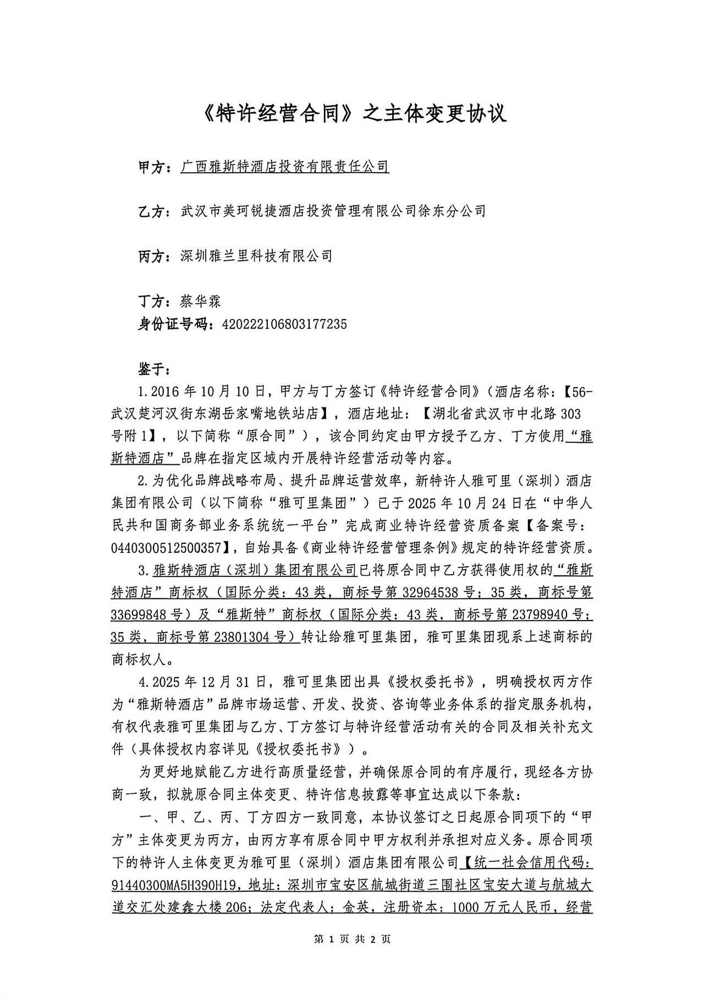 《特许经营合同》之主体变更协议
甲方：广西雅斯特酒店投资有限责任公司
乙方：武汉市美珂锐捷酒店投资管理有限公司徐东分公司
丙方：深圳雅兰里科技有限公司
丁方：蔡华霖
身份证号码：420222106803177235
鉴于：
1.2016 年 10 月 10 日，甲方与丁方签订《特许经营合同》（酒店名称：【56-
武汉楚河汉街东湖岳家嘴地铁站店】，酒店地址：【湖北省武汉市中北路 303
号附 1】，以下简称“原合同”），该合同约定由甲方授予乙方、丁方使用“雅
斯特酒店”品牌在指定区域内开展特许经营活动等内容。
2.为优化品牌战略布局、提升品牌运营效率，新特许人雅可里（深圳）酒店
集团有限公司（以下简称“雅可里集团”）已于 2025 年 10 月 24 日在“中华人
民共和国商务部业务系统统一平台”完成商业特许经营资质备案【备案号：
0440300512500357】，自始具备《商业特许经营管理条例》规定的特许经营资质。
3.雅斯特酒店（深圳）集团有限公司已将原合同中乙方获得使用权的“雅斯
特酒店”商标权（国际分类：43 类，商标号第 32964538 号；35 类，商标号第
33699848 号）及“雅斯特”商标权（国际分类：43 类，商标号第 23798940 号；
35 类，商标号第 23801304 号）转让给雅可里集团，雅可里集团现系上述商标的
商标权人。
4.2025 年 12 月 31 日，雅可里集团出具《授权委托书》，明确授权丙方作
为“雅斯特酒店”品牌市场运营、开发、投资、咨询等业务体系的指定服务机构，
有权代表雅可里集团与乙方、丁方签订与特许经营活动有关的合同及相关补充文
件（具体授权内容详见《授权委托书》）。
为更好地赋能乙方进行高质量经营，并确保原合同的有序履行，现经各方协
商一致，拟就原合同主体变更、特许信息披露等事宜达成以下条款：
一、甲、乙、丙、丁方四方一致同意，本协议签订之日起原合同项下的“甲
方”主体变更为丙方，由丙方享有原合同中甲方权利并承担对应义务。原合同项
下的特许人主体变更为雅可里（深圳）酒店集团有限公司【统一社会信用代码：
91440300MA5H390H19，地址：深圳市宝安区航城街道三围社区宝安大道与航城大
道交汇处建鑫大楼 206；法定代表人：金英，注册资本：1000 万元人民币，经营
第 1 页 共 2 页